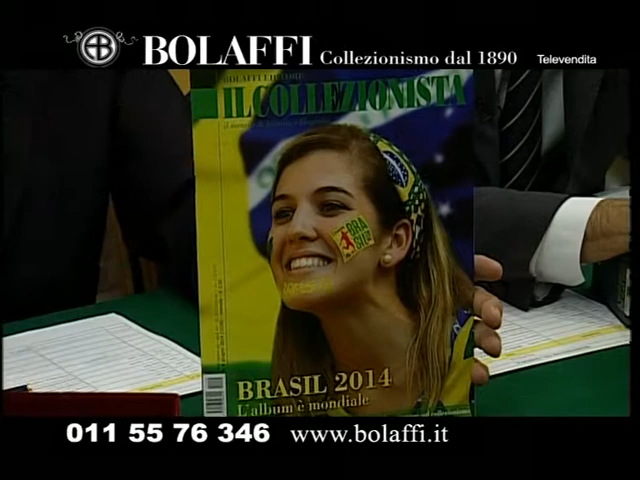 BOLAFFI Collezionismo dal 1890 Televendita
BOLAFFI EDITORE
IL COLLEZIONISTA
BRA
SIL
BRASIL 2014
L'album è mondiale
011 55 76 346 www.bolaffi.it